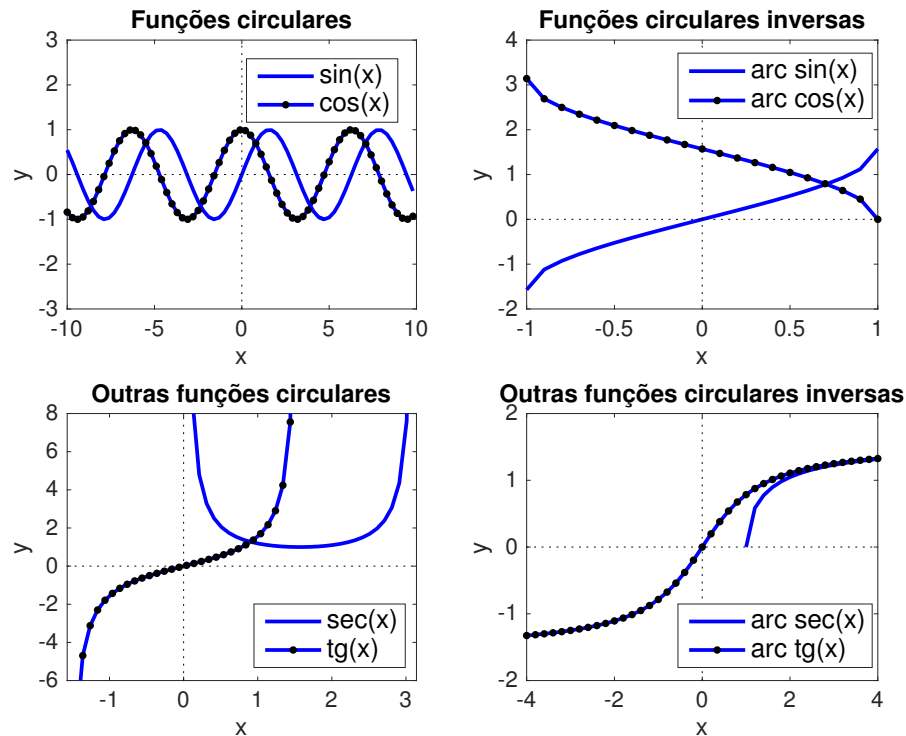 Funções circulares
3
2
1
0
-1
-2
-3
-10
-5
0
5
10
x
y
sin(x)
cos(x)
Funções circulares inversas
4
3
2
1
0
-1
-2
-1
-0.5
0
0.5
1
x
y
arc sin(x)
arc cos(x)
Outras funções circulares
8
6
4
2
0
-2
-4
-6
-1
0
1
2
3
x
y
sec(x)
tg(x)
Outras funções circulares inversas
2
1
0
-1
-2
-4
-2
0
2
4
x
y
arc sec(x)
arc tg(x)